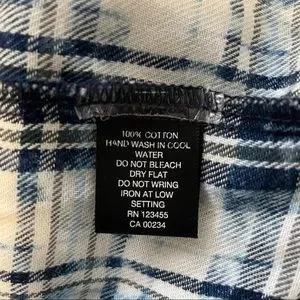 100% COTTON
HAND WASH IN COOL
WATER
DO NOT BLEACH
DRY FLAT
DO NOT WRING
IRON AT LOW
SETTING
RN 123455
CA 00234